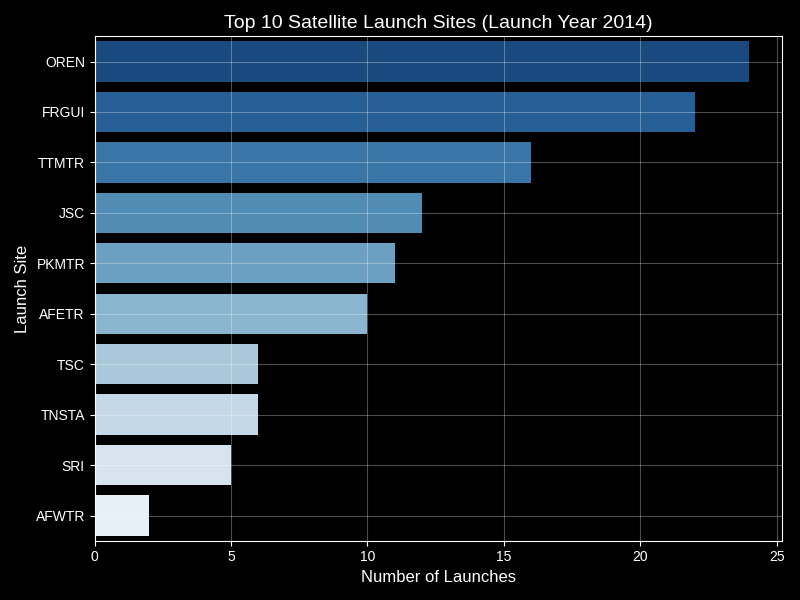 Top 10 Satellite Launch Sites (Launch Year 2014)
Launch Site
OREN
FRGUI
TTMTR
JSC
PKMTR
AFETR
TSC
TNSTA
SRI
AFWTR
0 5 10 15 20 25
Number of Launches